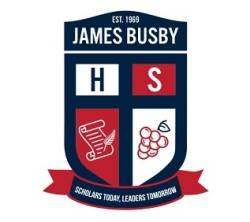 EST. 1969
JAMES BUSBY
H S
SCHOLARS TODAY, LEADERS TOMORROW